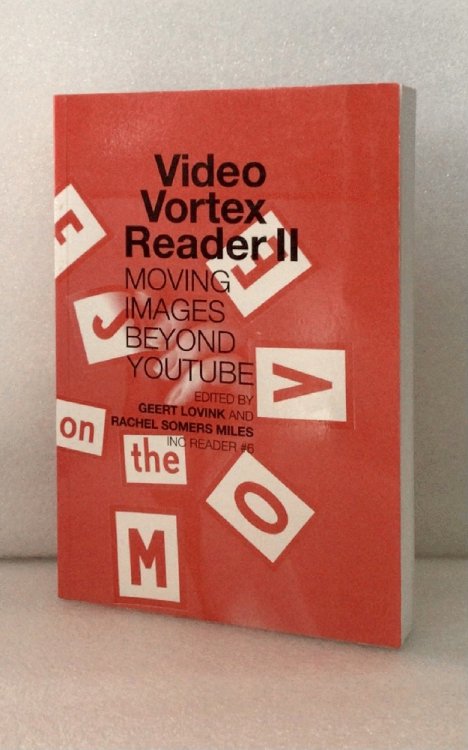 Video
Vortex
Reader II
MOVING
IMAGES
BEYOND
YOUTUBE
EDITED BY
GEERT LOVINK AND
RACHEL SOMERS MILES
INC READER #6
E
J
V
on
the
O
M